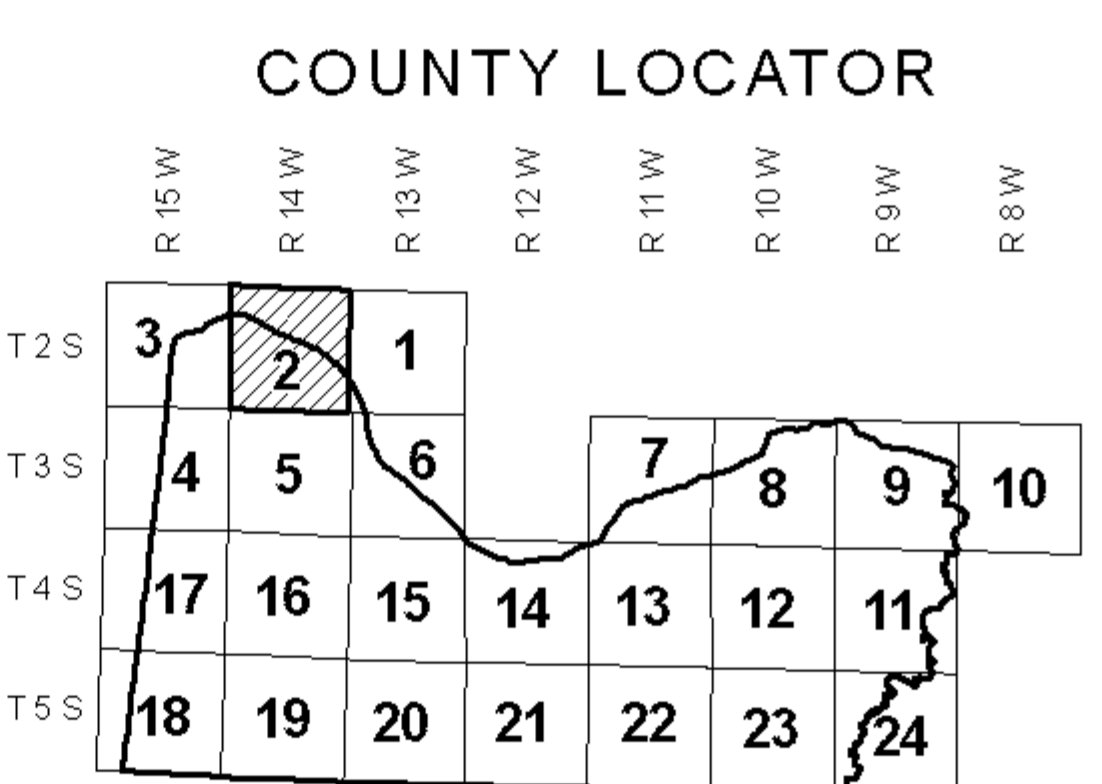 COUNTY LOCATOR
R 15 W R 14 W R 13 W R 12 W R 11 W R 10 W R 9 W R 8 W
T 2 S 3 2 1
T 3 S 4 5 6 7 8 9 10
T 4 S 17 16 15 14 13 12 11
T 5 S 18 19 20 21 22 23 24